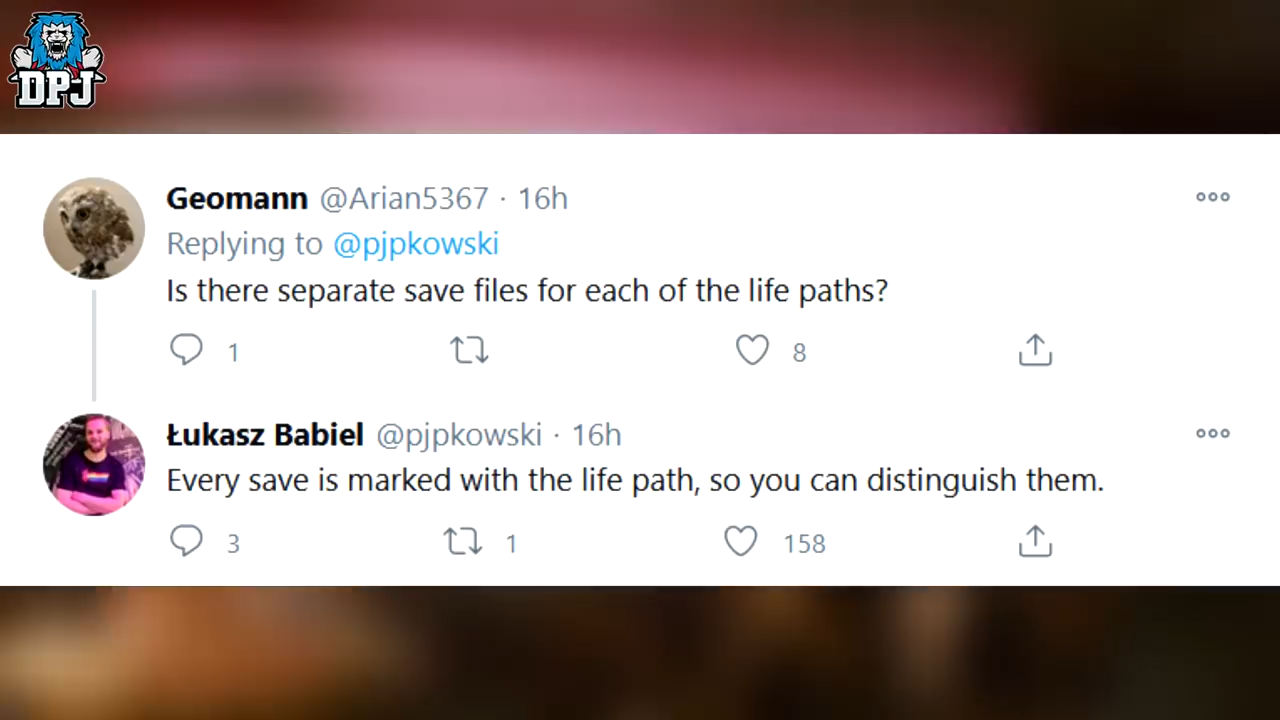 DPJ
Geomann @Arian5367 · 16h
Replying to @pjpkowski
Is there separate save files for each of the life paths?
1 8
Łukasz Babiel @pjpkowski · 16h
Every save is marked with the life path, so you can distinguish them.
3 1 158